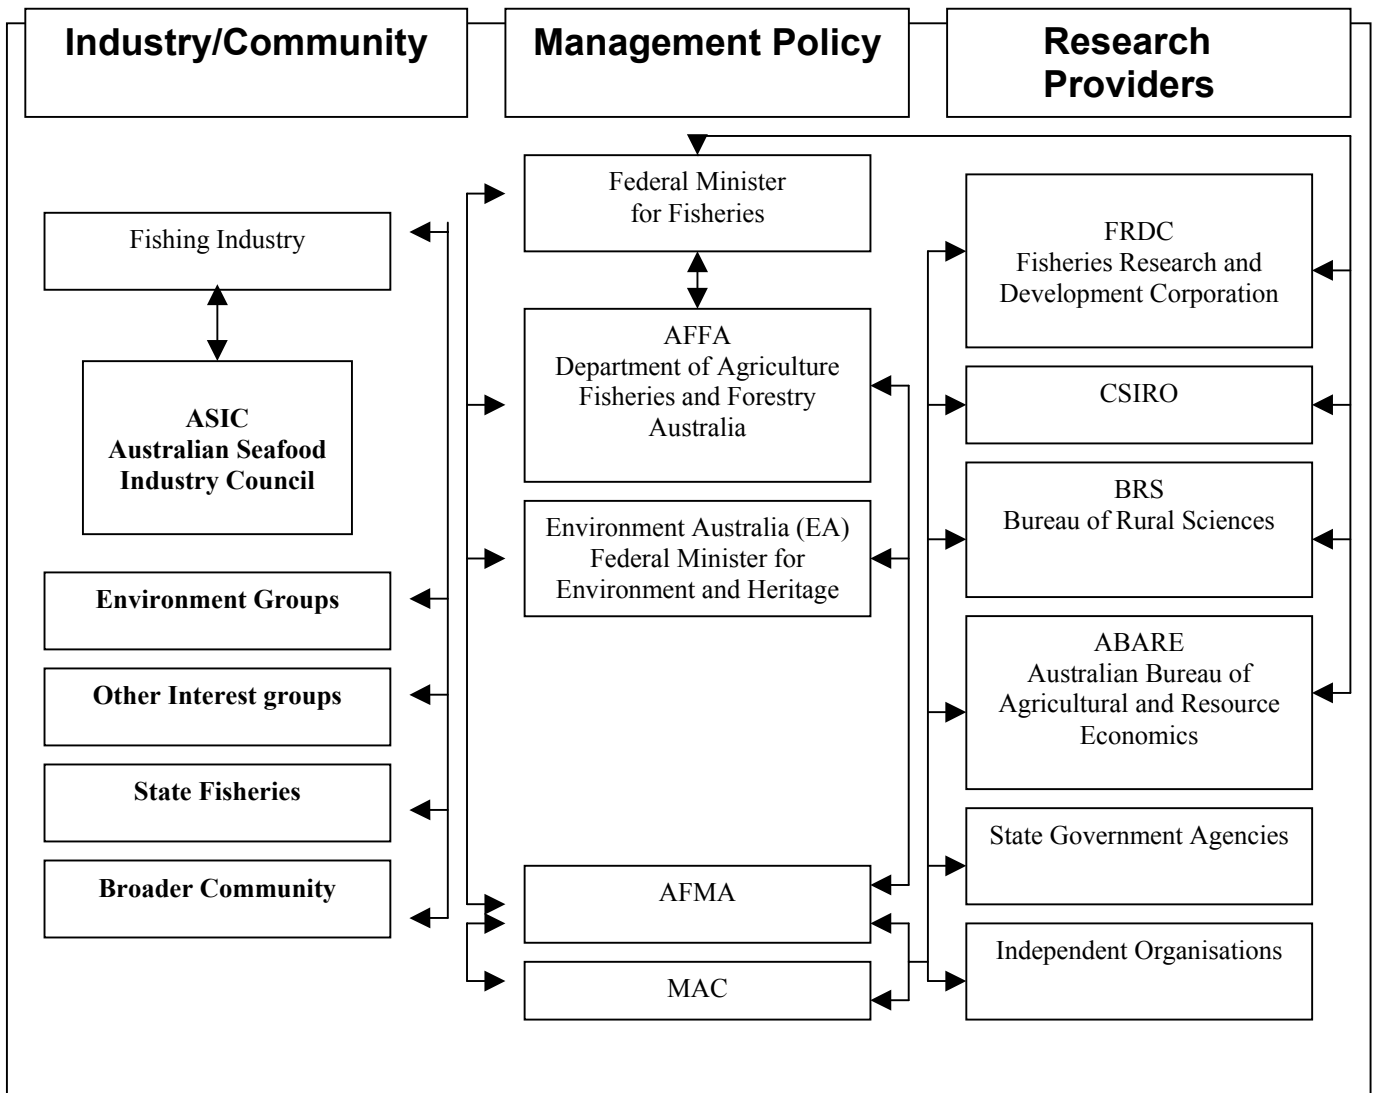 Industry/Community
Management Policy
Research
Providers
Fishing Industry
ASIC
Australian Seafood
Industry Council
Environment Groups
Other Interest groups
State Fisheries
Broader Community
Federal Minister
for Fisheries
AFFA
Department of Agriculture
Fisheries and Forestry
Australia
Environment Australia (EA)
Federal Minister for
Environment and Heritage
AFMA
MAC
FRDC
Fisheries Research and
Development Corporation
CSIRO
BRS
Bureau of Rural Sciences
ABARE
Australian Bureau of
Agricultural and Resource
Economics
State Government Agencies
Independent Organisations